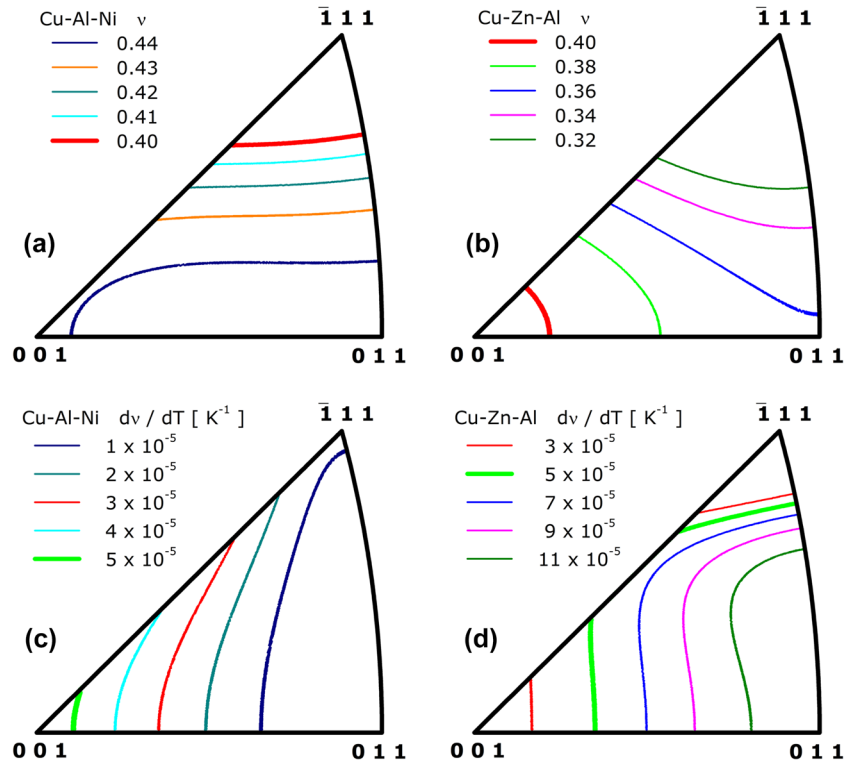 Cu-Al-Ni ν
0.44
0.43
0.42
0.41
0.40
(a)
1̅ 1 1
0 0 1
0 1 1
Cu-Zn-Al ν
0.40
0.38
0.36
0.34
0.32
(b)
1̅ 1 1
0 0 1
0 1 1
Cu-Al-Ni dν / dT [ K⁻¹ ]
1 x 10⁻⁵
2 x 10⁻⁵
3 x 10⁻⁵
4 x 10⁻⁵
5 x 10⁻⁵
(c)
1̅ 1 1
0 0 1
0 1 1
Cu-Zn-Al dν / dT [ K⁻¹ ]
3 x 10⁻⁵
5 x 10⁻⁵
7 x 10⁻⁵
9 x 10⁻⁵
11 x 10⁻⁵
(d)
1̅ 1 1
0 0 1
0 1 1